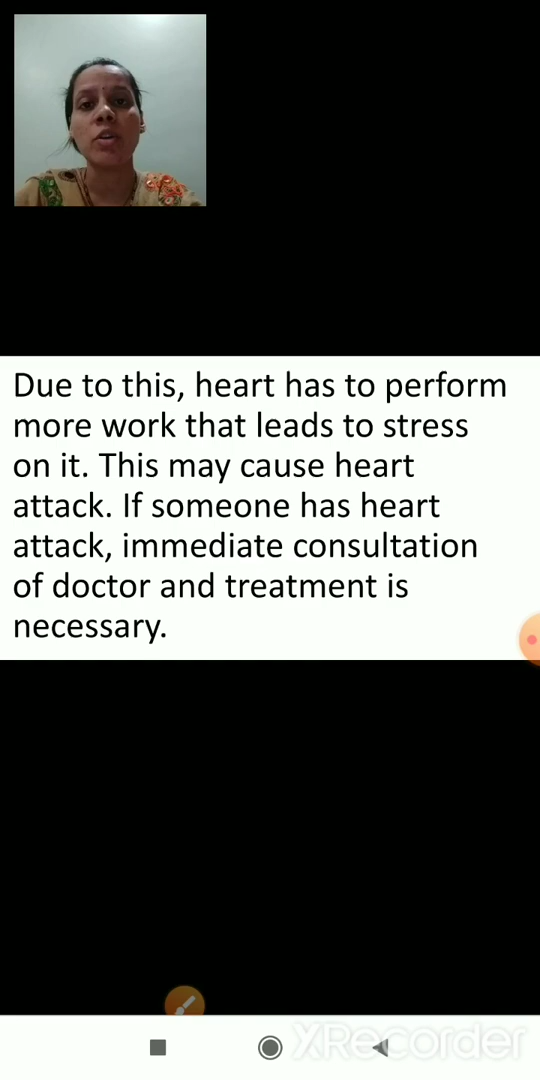 Due to this, heart has to perform
more work that leads to stress
on it. This may cause heart
attack. If someone has heart
attack, immediate consultation
of doctor and treatment is
necessary.
XRecorder